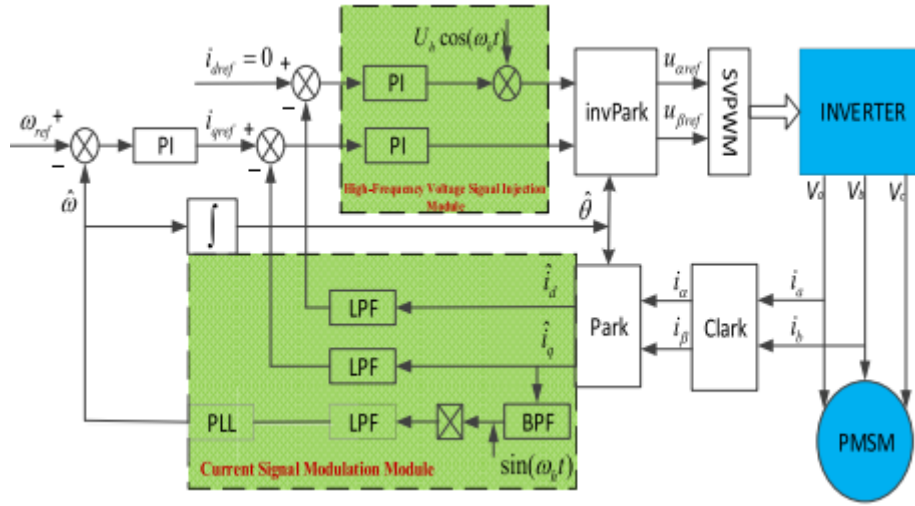 U_h cos(ω_h t)
i_dref = 0
+
−
PI
ω_ref
+
−
PI
i_qref
+
−
PI
invPark
u_αref
u_βref
SVPWM
INVERTER
High-Frequency Voltage Signal Injection
Module
ω̂
∫
θ̂
V_a
V_b
V_c
î_d
LPF
î_q
LPF
Park
i_α
i_β
Clark
i_a
i_b
PLL
LPF
BPF
sin(ω_h t)
Current Signal Modulation Module
PMSM